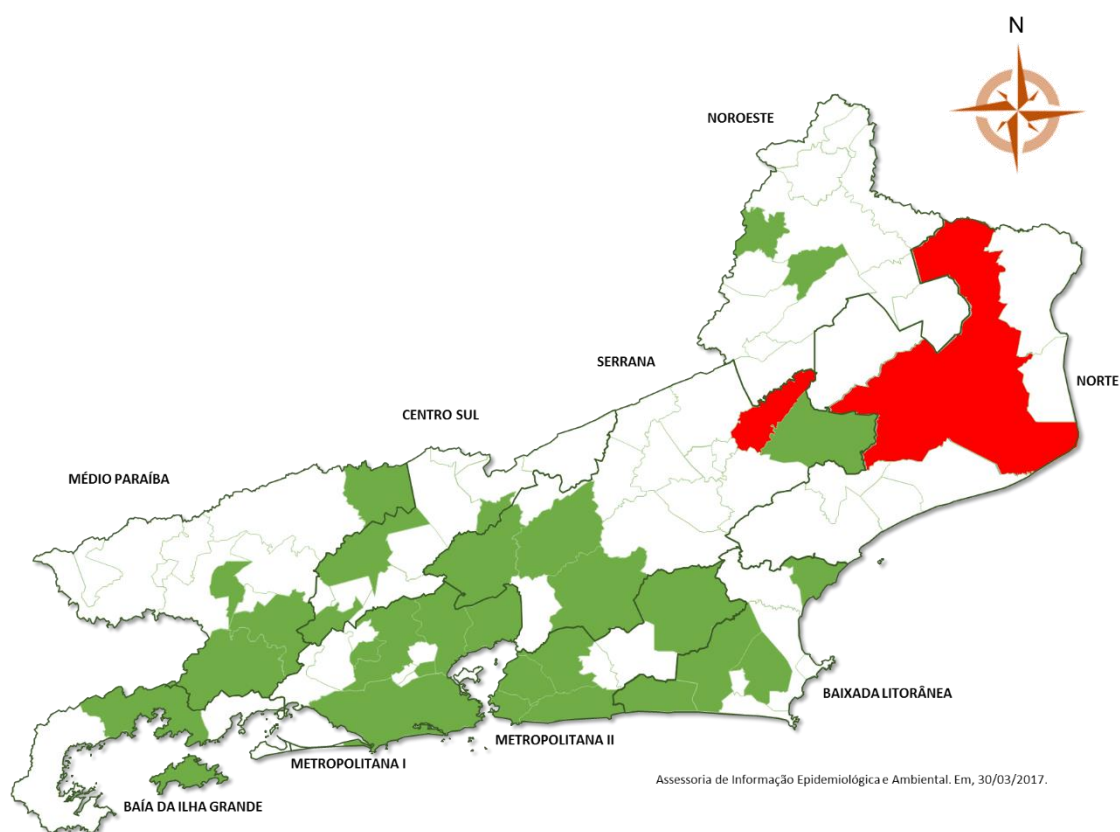 N
NOROESTE
SERRANA
NORTE
CENTRO SUL
MÉDIO PARAÍBA
BAIXADA LITORÂNEA
METROPOLITANA II
METROPOLITANA I
BAÍA DA ILHA GRANDE
Assessoria de Informação Epidemiológica e Ambiental. Em, 30/03/2017.